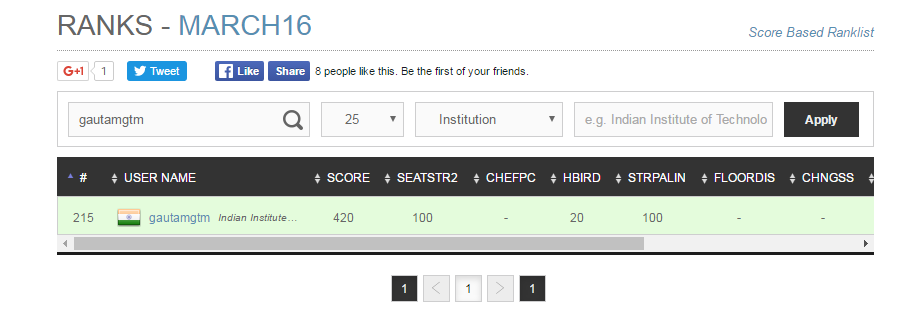 RANKS - MARCH16
Score Based Ranklist
G+1 1 Tweet Like Share 8 people like this. Be the first of your friends.
gautamgtm 25 Institution e.g. Indian Institute of Technolo Apply
# USER NAME SCORE SEATSTR2 CHEFPC HBIRD STRPALIN FLOORDIS CHNGSS
215 gautamgtm Indian Institute... 420 100 - 20 100 - -
1 < 1 > 1